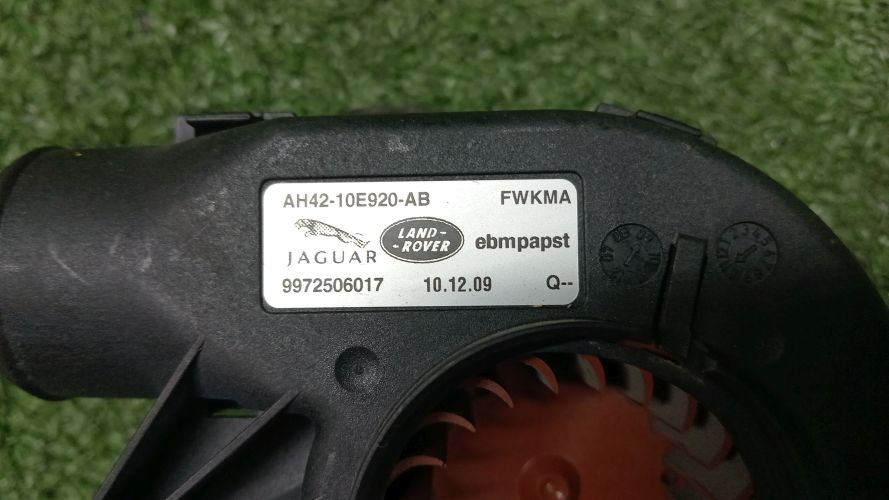 AH42-10E920-AB FWKMA
JAGUAR LAND-
-ROVER ebmpapst
9972506017 10.12.09 Q--